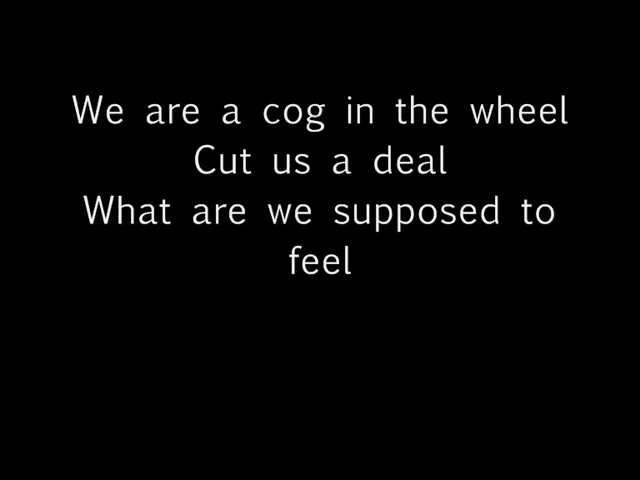 We are a cog in the wheel
Cut us a deal
What are we supposed to
feel